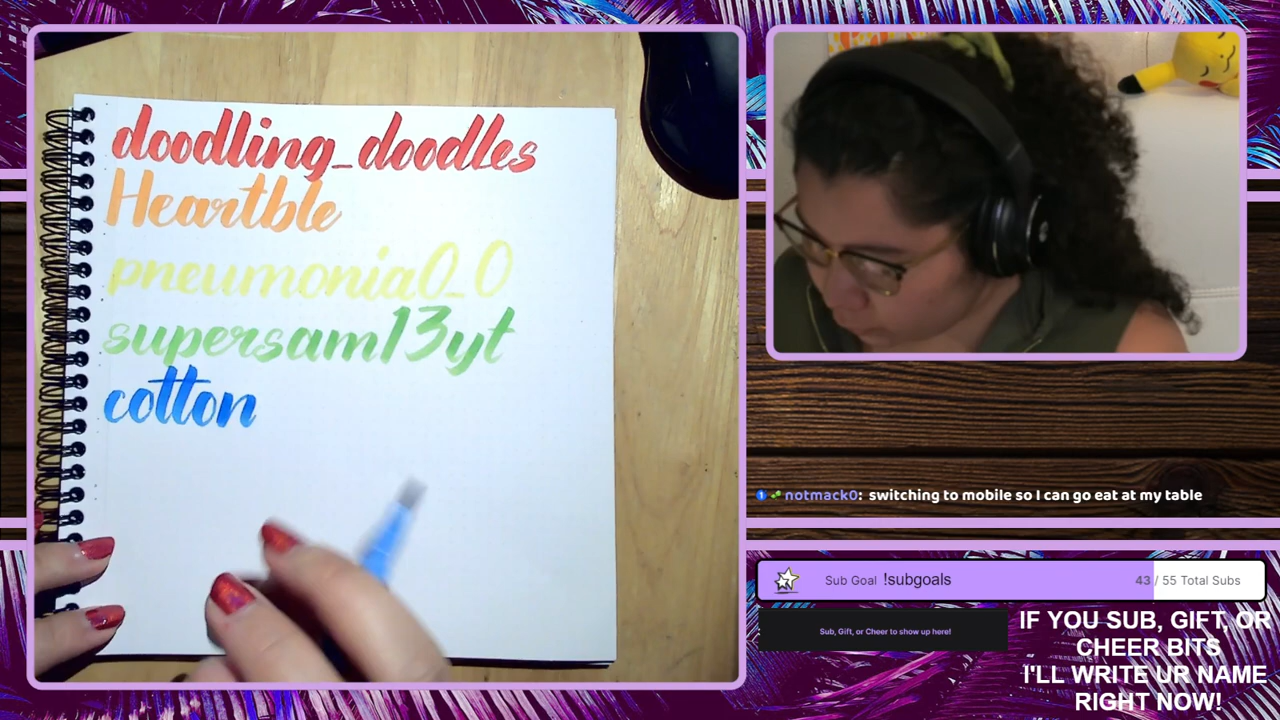 doodling_doodles
Heartble
pneumonia0_0
supersam13yt
cotton
notmack0: switching to mobile so I can go eat at my table
Sub Goal !subgoals 43 / 55 Total Subs
Sub, Gift, or Cheer to show up here!
IF YOU SUB, GIFT, OR
CHEER BITS
I'LL WRITE UR NAME
RIGHT NOW!